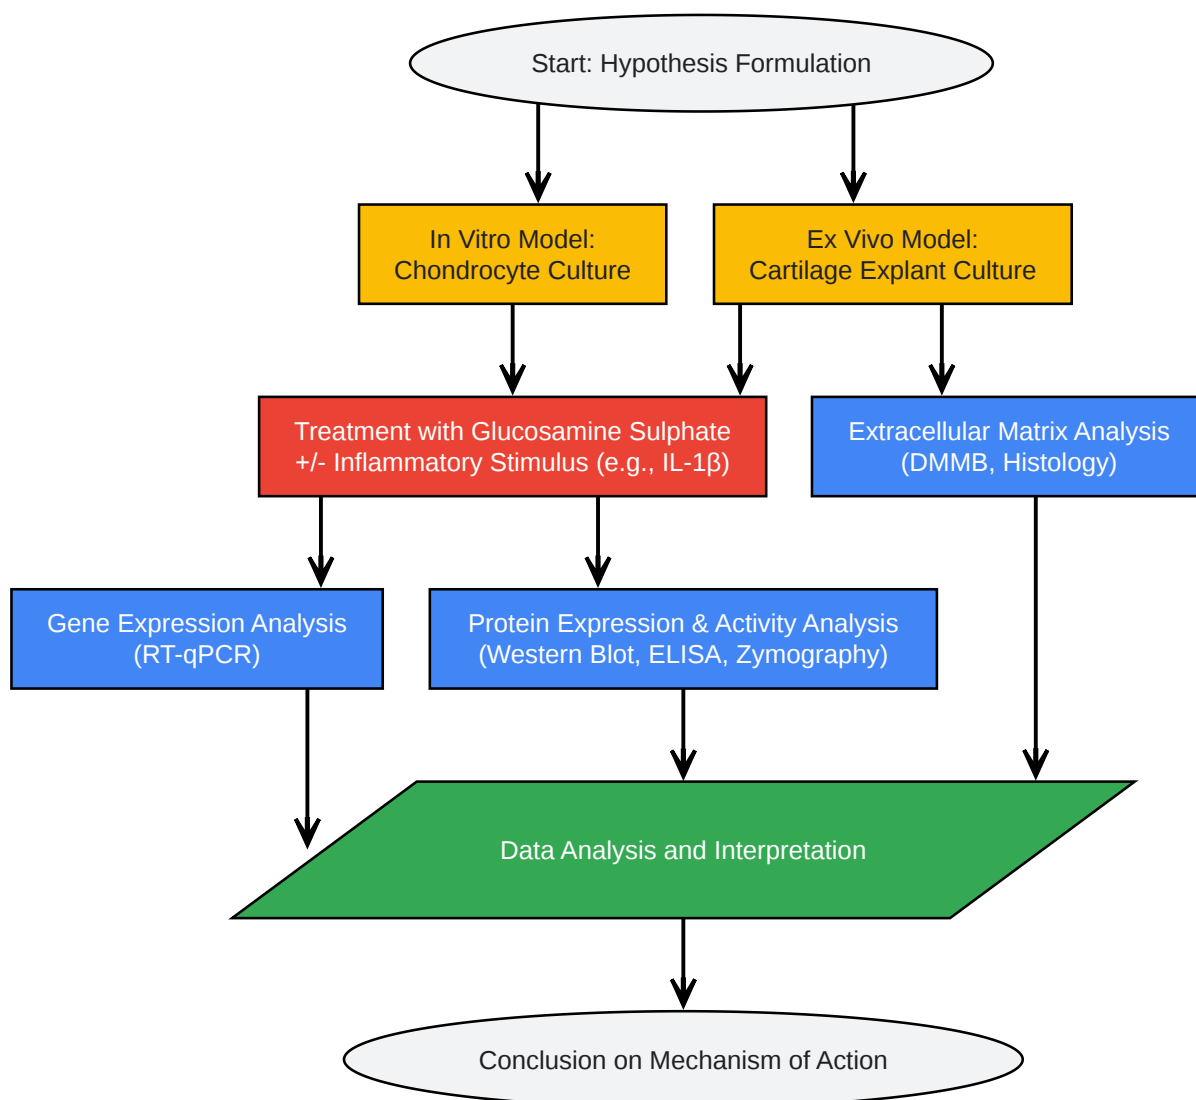 Start: Hypothesis Formulation
In Vitro Model:
Chondrocyte Culture
Ex Vivo Model:
Cartilage Explant Culture
Treatment with Glucosamine Sulphate
+/- Inflammatory Stimulus (e.g., IL-1β)
Extracellular Matrix Analysis
(DMMB, Histology)
Gene Expression Analysis
(RT-qPCR)
Protein Expression & Activity Analysis
(Western Blot, ELISA, Zymography)
Data Analysis and Interpretation
Conclusion on Mechanism of Action